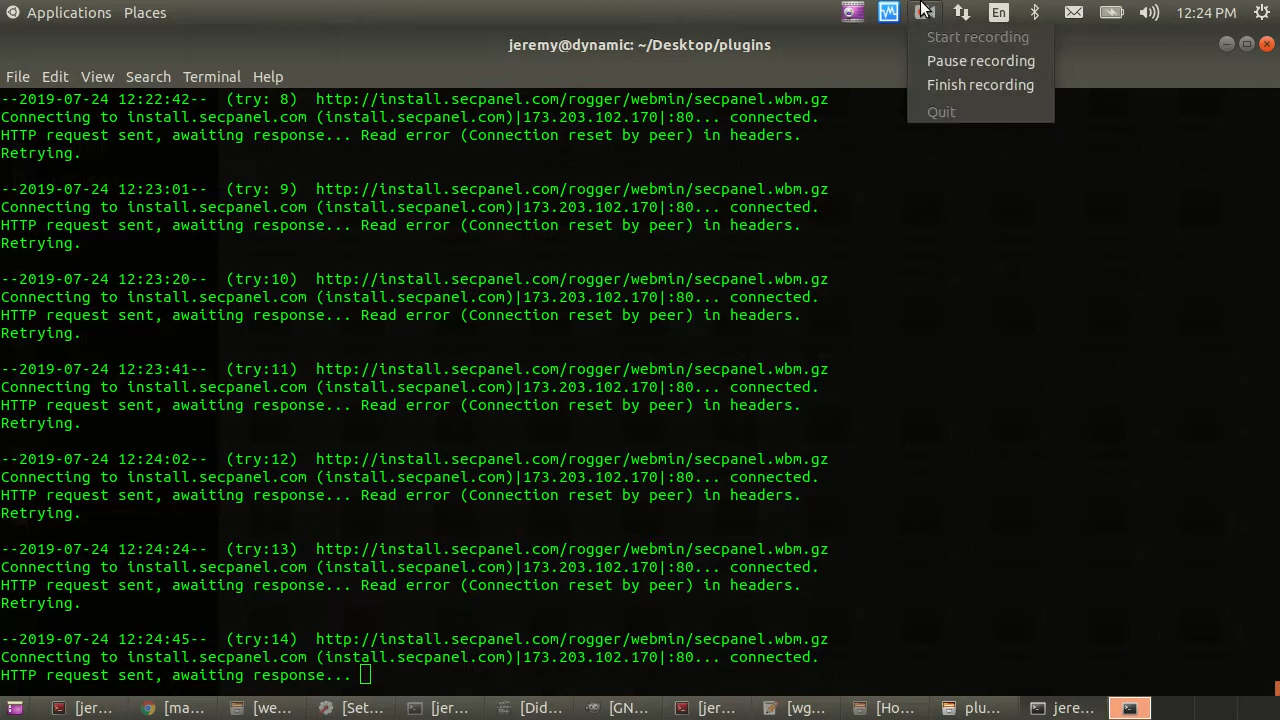 Applications Places En 12:24 PM
Start recording
jeremy@dynamic: ~/Desktop/plugins
Pause recording
File Edit View Search Terminal Help
Finish recording
Quit
--2019-07-24 12:22:42-- (try: 8) http://install.secpanel.com/rogger/webmin/secpanel.wbm.gz
Connecting to install.secpanel.com (install.secpanel.com)|173.203.102.170|:80... connected.
HTTP request sent, awaiting response... Read error (Connection reset by peer) in headers.
Retrying.
--2019-07-24 12:23:01-- (try: 9) http://install.secpanel.com/rogger/webmin/secpanel.wbm.gz
Connecting to install.secpanel.com (install.secpanel.com)|173.203.102.170|:80... connected.
HTTP request sent, awaiting response... Read error (Connection reset by peer) in headers.
Retrying.
--2019-07-24 12:23:20-- (try:10) http://install.secpanel.com/rogger/webmin/secpanel.wbm.gz
Connecting to install.secpanel.com (install.secpanel.com)|173.203.102.170|:80... connected.
HTTP request sent, awaiting response... Read error (Connection reset by peer) in headers.
Retrying.
--2019-07-24 12:23:41-- (try:11) http://install.secpanel.com/rogger/webmin/secpanel.wbm.gz
Connecting to install.secpanel.com (install.secpanel.com)|173.203.102.170|:80... connected.
HTTP request sent, awaiting response... Read error (Connection reset by peer) in headers.
Retrying.
--2019-07-24 12:24:02-- (try:12) http://install.secpanel.com/rogger/webmin/secpanel.wbm.gz
Connecting to install.secpanel.com (install.secpanel.com)|173.203.102.170|:80... connected.
HTTP request sent, awaiting response... Read error (Connection reset by peer) in headers.
Retrying.
--2019-07-24 12:24:24-- (try:13) http://install.secpanel.com/rogger/webmin/secpanel.wbm.gz
Connecting to install.secpanel.com (install.secpanel.com)|173.203.102.170|:80... connected.
HTTP request sent, awaiting response... Read error (Connection reset by peer) in headers.
Retrying.
--2019-07-24 12:24:45-- (try:14) http://install.secpanel.com/rogger/webmin/secpanel.wbm.gz
Connecting to install.secpanel.com (install.secpanel.com)|173.203.102.170|:80... connected.
HTTP request sent, awaiting response...
[jer... [ma... [we... [Set... [jer... [Did... [GN... [jer... [wg... [Ho... plu... jere...